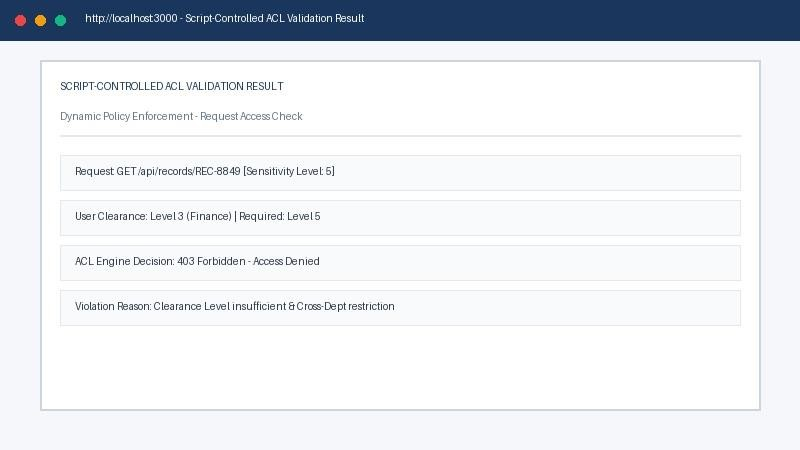 http://localhost:3000 - Script-Controlled ACL Validation Result
SCRIPT-CONTROLLED ACL VALIDATION RESULT
Dynamic Policy Enforcement - Request Access Check
Request: GET /api/records/REC-8849 [Sensitivity Level: 5]
User Clearance: Level 3 (Finance) | Required: Level 5
ACL Engine Decision: 403 Forbidden - Access Denied
Violation Reason: Clearance Level insufficient & Cross-Dept restriction